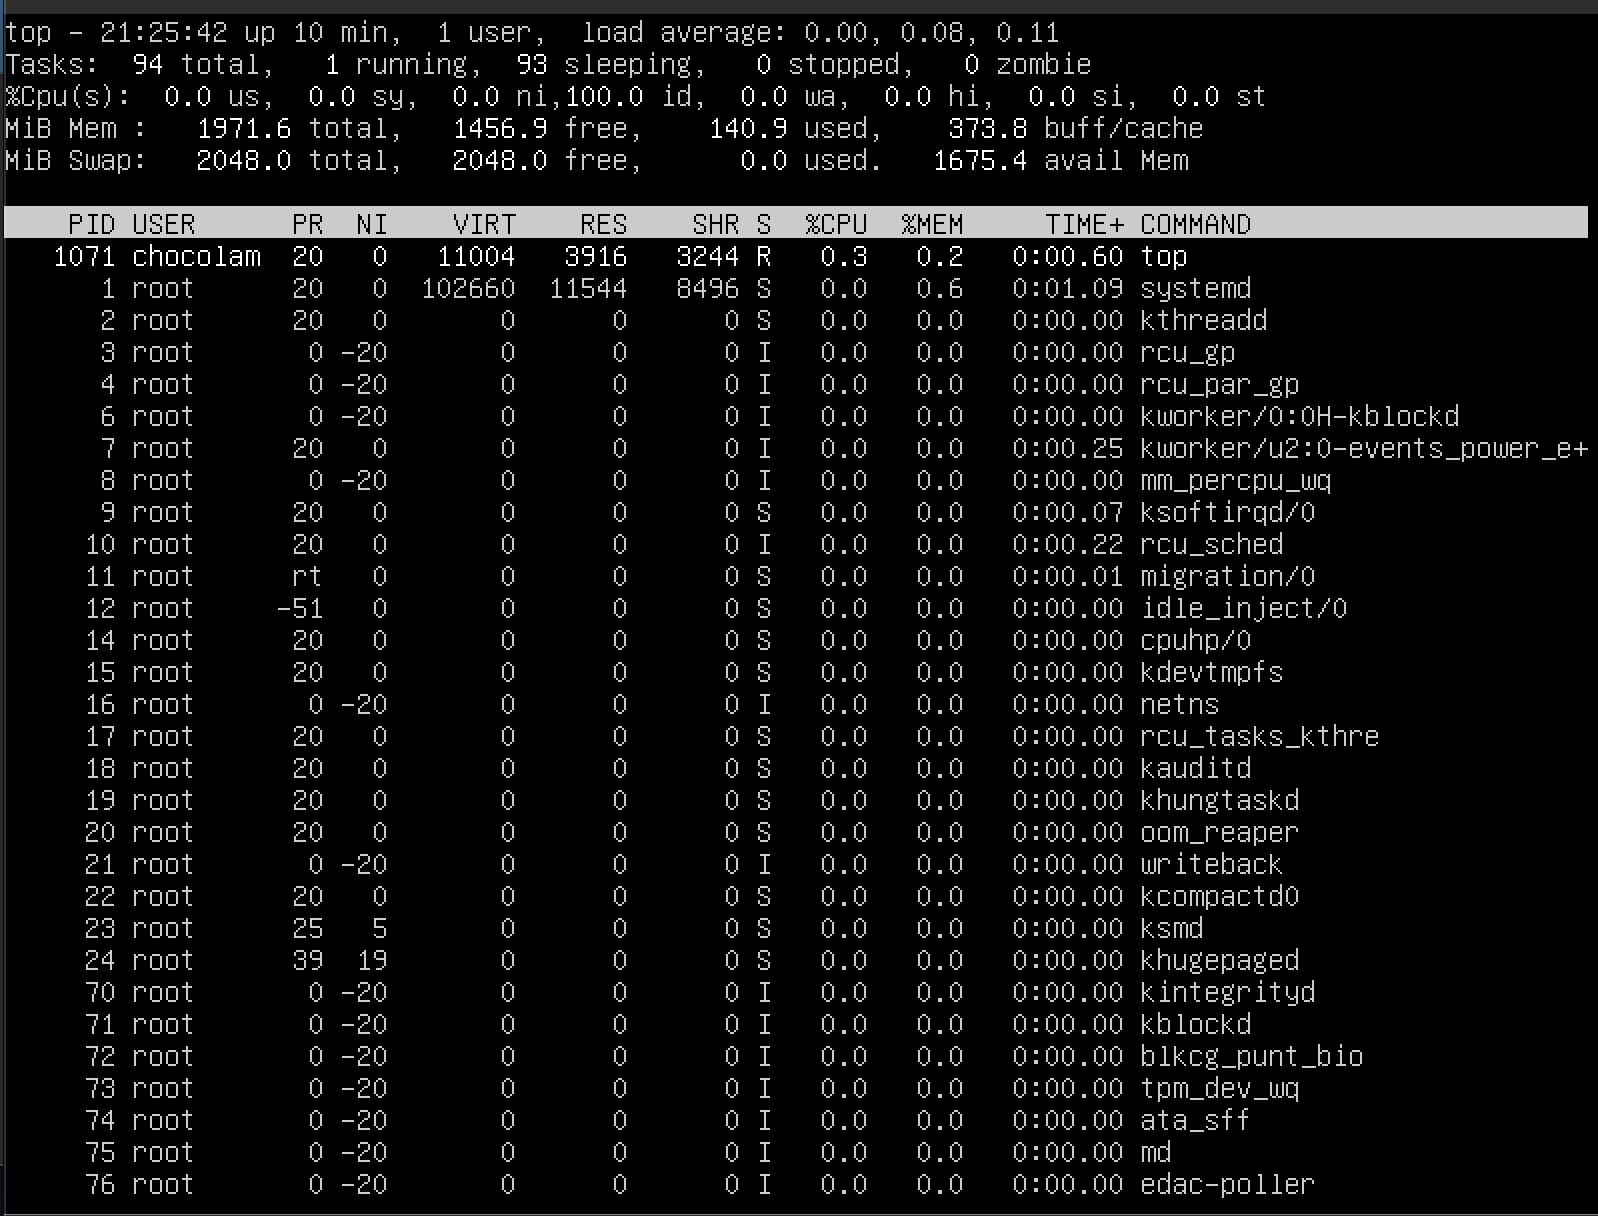 top - 21:25:42 up 10 min,  1 user,  load average: 0.00, 0.08, 0.11
Tasks:  94 total,   1 running,  93 sleeping,   0 stopped,   0 zombie
%Cpu(s):  0.0 us,  0.0 sy,  0.0 ni,100.0 id,  0.0 wa,  0.0 hi,  0.0 si,  0.0 st
MiB Mem :   1971.6 total,   1456.9 free,    140.9 used,    373.8 buff/cache
MiB Swap:   2048.0 total,   2048.0 free,      0.0 used.   1675.4 avail Mem
PID USER      PR  NI    VIRT    RES    SHR S  %CPU  %MEM     TIME+ COMMAND
1071 chocolam  20   0   11004   3916   3244 R   0.3   0.2   0:00.60 top
1 root      20   0  102660  11544   8496 S   0.0   0.6   0:01.09 systemd
2 root      20   0       0      0      0 S   0.0   0.0   0:00.00 kthreadd
3 root       0 -20       0      0      0 I   0.0   0.0   0:00.00 rcu_gp
4 root       0 -20       0      0      0 I   0.0   0.0   0:00.00 rcu_par_gp
6 root       0 -20       0      0      0 I   0.0   0.0   0:00.00 kworker/0:0H-kblockd
7 root      20   0       0      0      0 I   0.0   0.0   0:00.25 kworker/u2:0-events_power_e+
8 root       0 -20       0      0      0 I   0.0   0.0   0:00.00 mm_percpu_wq
9 root      20   0       0      0      0 S   0.0   0.0   0:00.07 ksoftirqd/0
10 root      20   0       0      0      0 I   0.0   0.0   0:00.22 rcu_sched
11 root      rt   0       0      0      0 S   0.0   0.0   0:00.01 migration/0
12 root     -51   0       0      0      0 S   0.0   0.0   0:00.00 idle_inject/0
14 root      20   0       0      0      0 S   0.0   0.0   0:00.00 cpuhp/0
15 root      20   0       0      0      0 S   0.0   0.0   0:00.00 kdevtmpfs
16 root       0 -20       0      0      0 I   0.0   0.0   0:00.00 netns
17 root      20   0       0      0      0 S   0.0   0.0   0:00.00 rcu_tasks_kthre
18 root      20   0       0      0      0 S   0.0   0.0   0:00.00 kauditd
19 root      20   0       0      0      0 S   0.0   0.0   0:00.00 khungtaskd
20 root      20   0       0      0      0 S   0.0   0.0   0:00.00 oom_reaper
21 root       0 -20       0      0      0 I   0.0   0.0   0:00.00 writeback
22 root      20   0       0      0      0 S   0.0   0.0   0:00.00 kcompactd0
23 root      25   5       0      0      0 S   0.0   0.0   0:00.00 ksmd
24 root      39  19       0      0      0 S   0.0   0.0   0:00.00 khugepaged
70 root       0 -20       0      0      0 I   0.0   0.0   0:00.00 kintegrityd
71 root       0 -20       0      0      0 I   0.0   0.0   0:00.00 kblockd
72 root       0 -20       0      0      0 I   0.0   0.0   0:00.00 blkcg_punt_bio
73 root       0 -20       0      0      0 I   0.0   0.0   0:00.00 tpm_dev_wq
74 root       0 -20       0      0      0 I   0.0   0.0   0:00.00 ata_sff
75 root       0 -20       0      0      0 I   0.0   0.0   0:00.00 md
76 root       0 -20       0      0      0 I   0.0   0.0   0:00.00 edac-poller